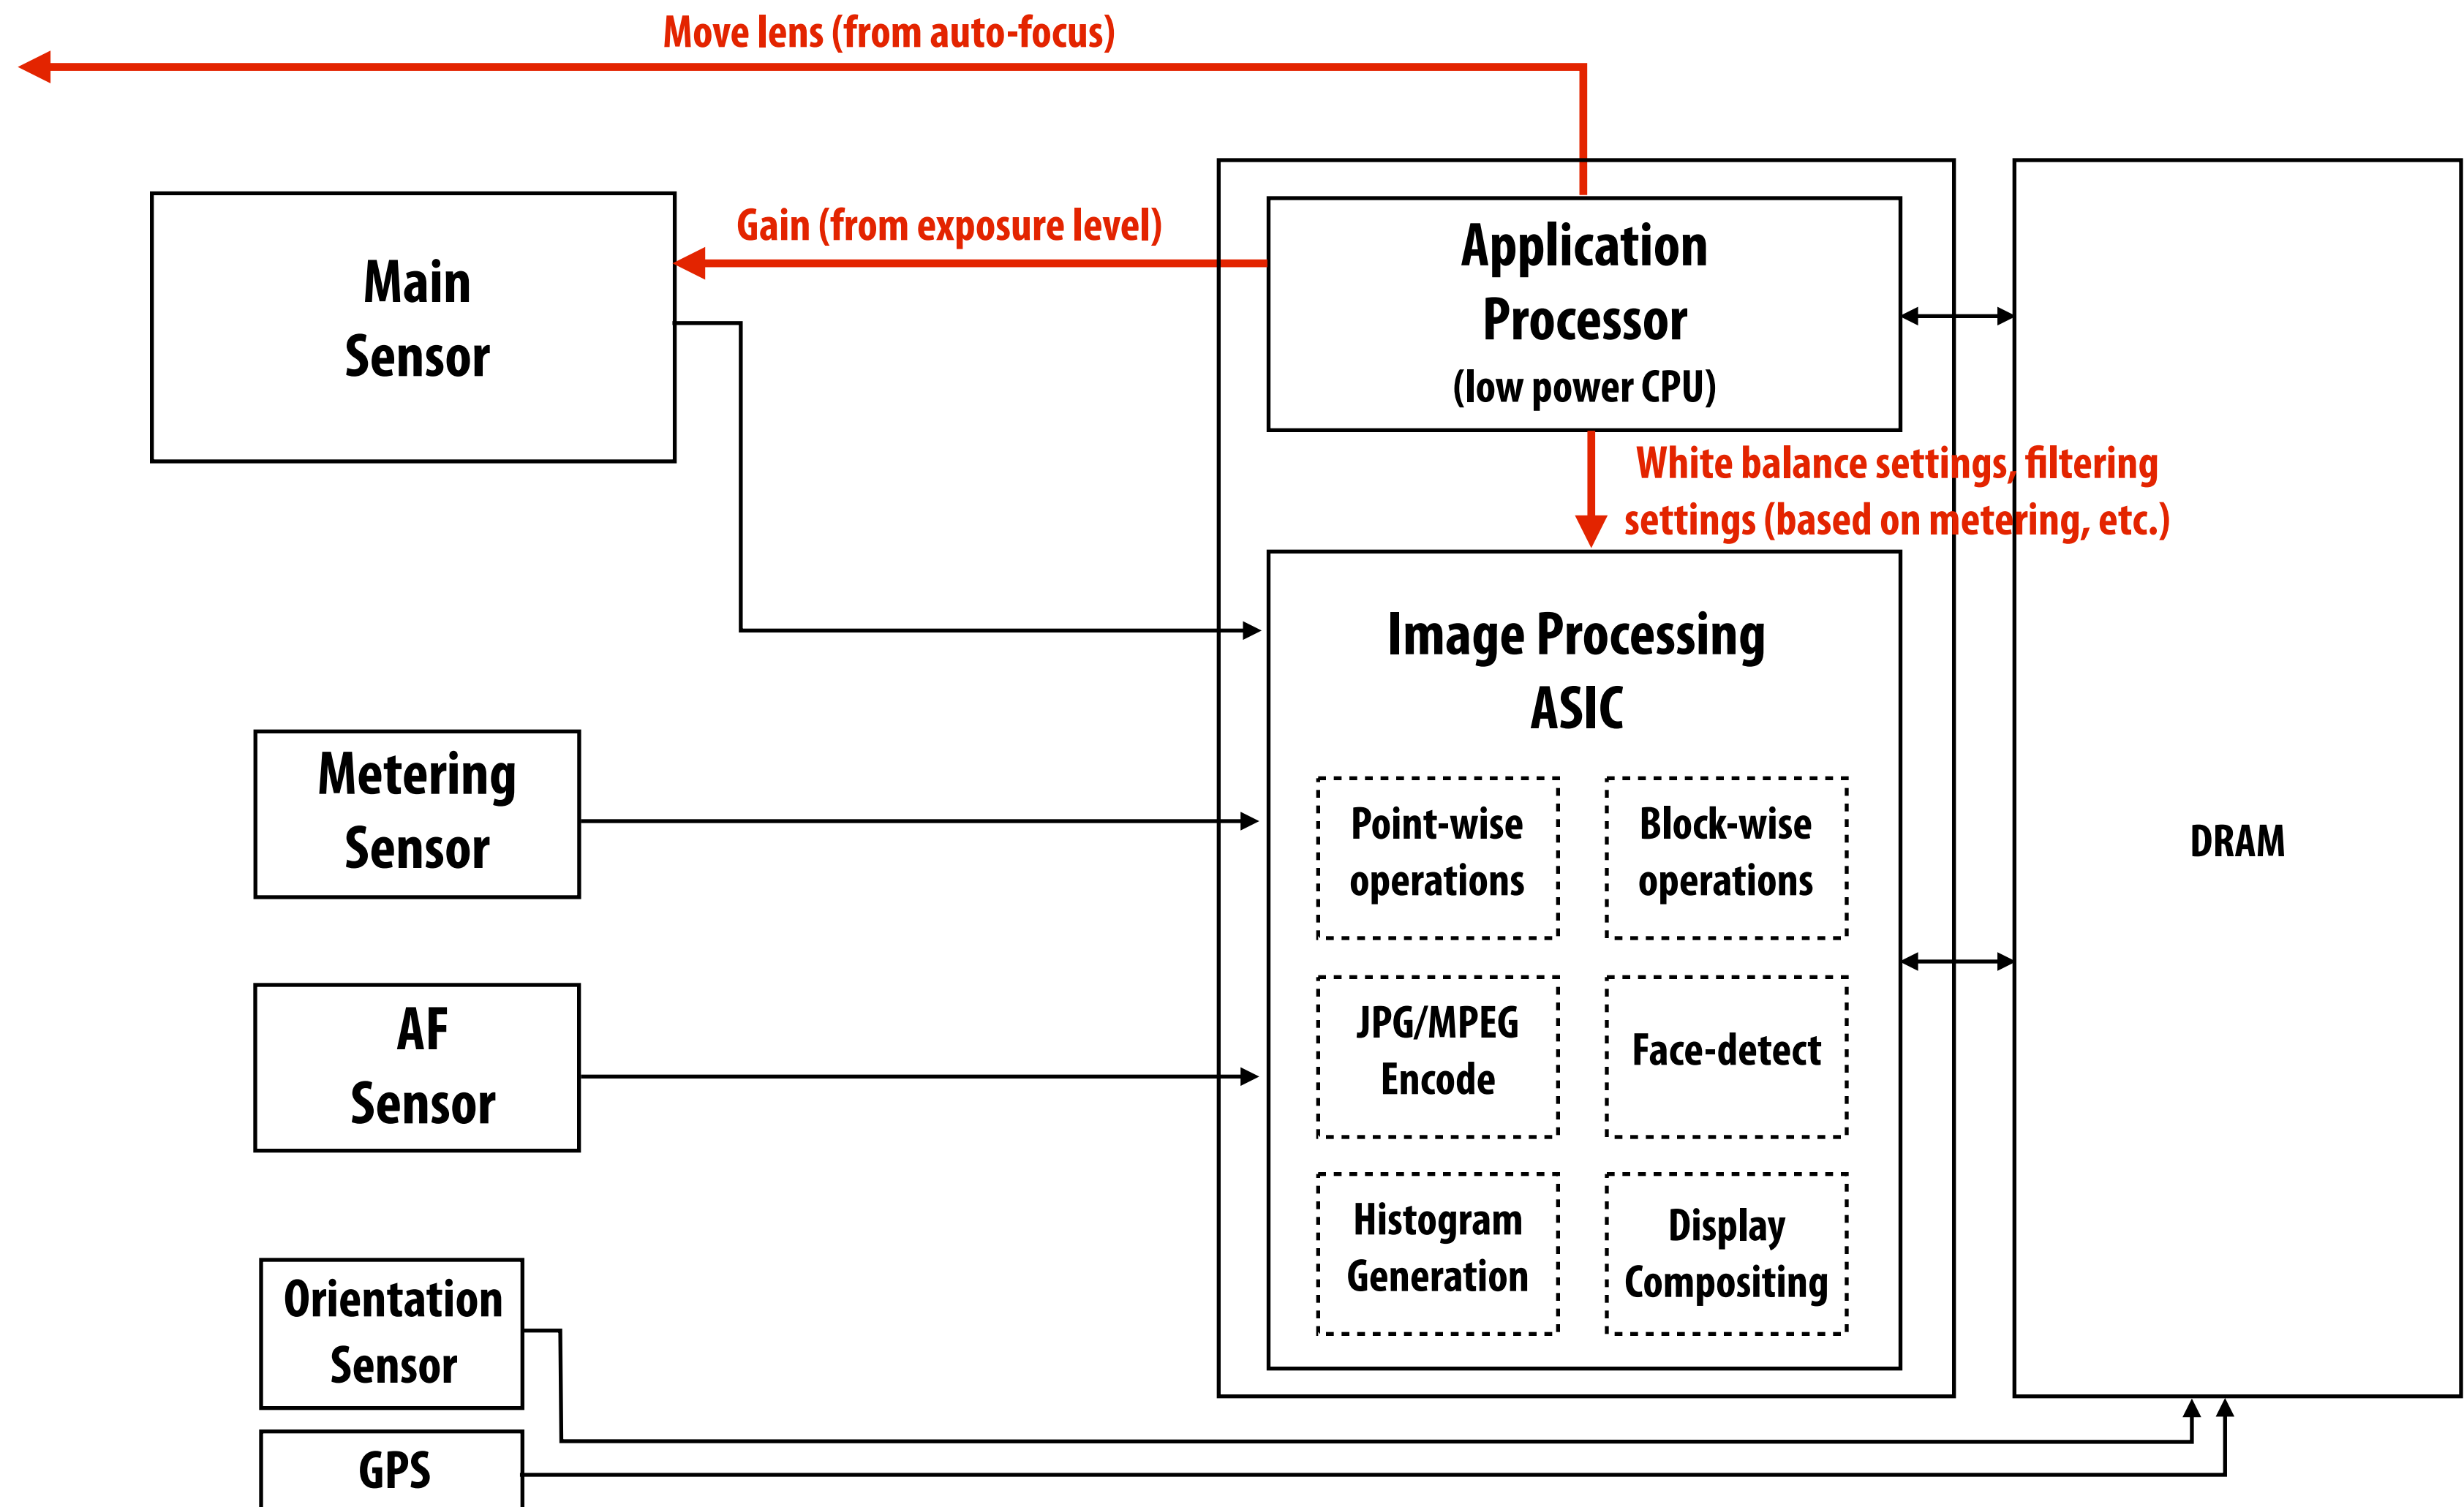 Move lens (from auto-focus)
Gain (from exposure level)
Main
Sensor
Application
Processor
(low power CPU)
White balance settings, filtering
settings (based on metering, etc.)
Image Processing
ASIC
Metering
Sensor
Point-wise
operations
Block-wise
operations
DRAM
AF
Sensor
JPG/MPEG
Encode
Face-detect
Histogram
Generation
Display
Compositing
Orientation
Sensor
GPS